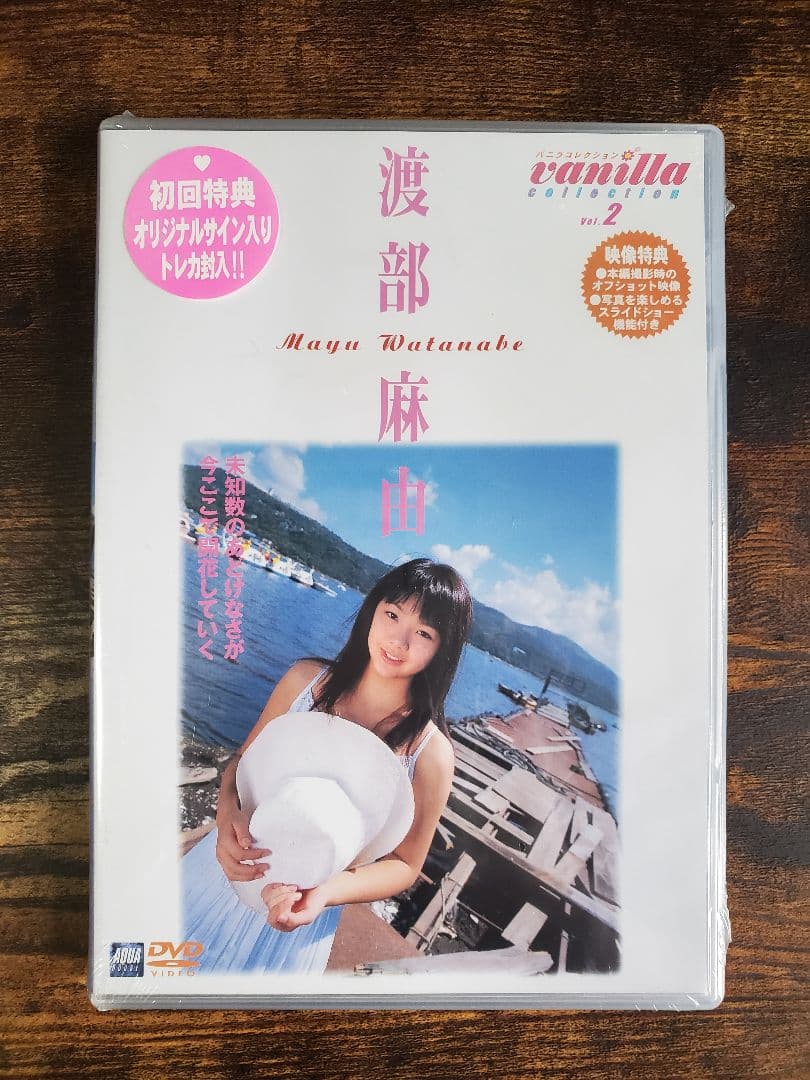 初回特典
オリジナルサイン入り
トレカ封入!!
渡部麻由
Mayu Watanabe
バニラコレクション
vanilla
collection
Vol.2
映像特典
●本編撮影時の
オフショット映像
●写真を楽しめる
スライドショー
機能付き
未知数のあどけなさが
今ここで開花していく
AQUA
HOUSE
DVD
VIDEO